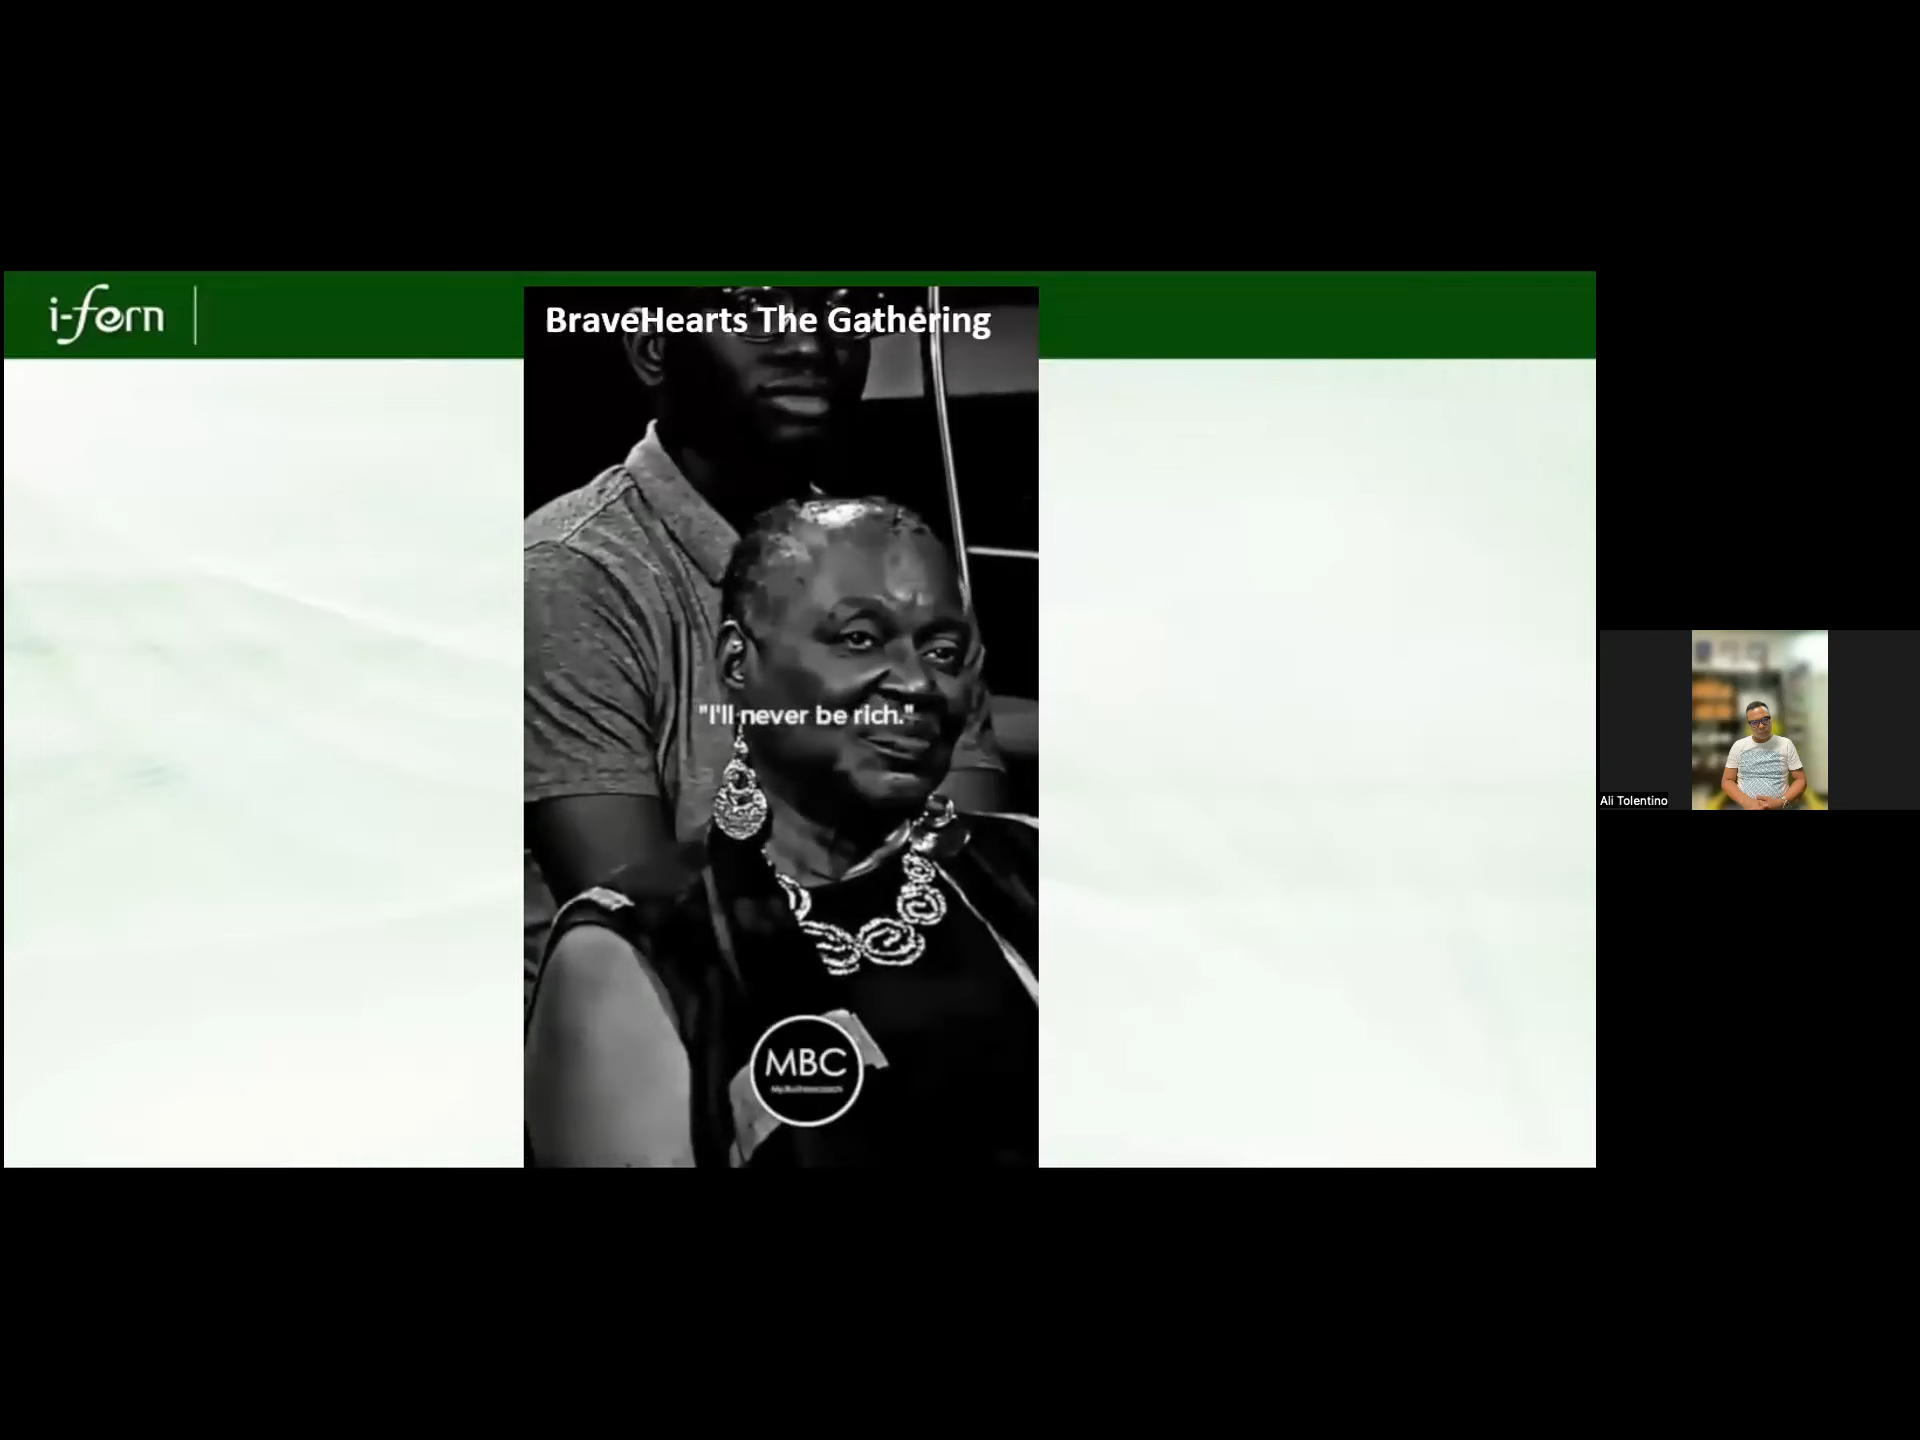 i-fern
BraveHearts The Gathering
"I'll never be rich."
MBC
Ali Tolentino